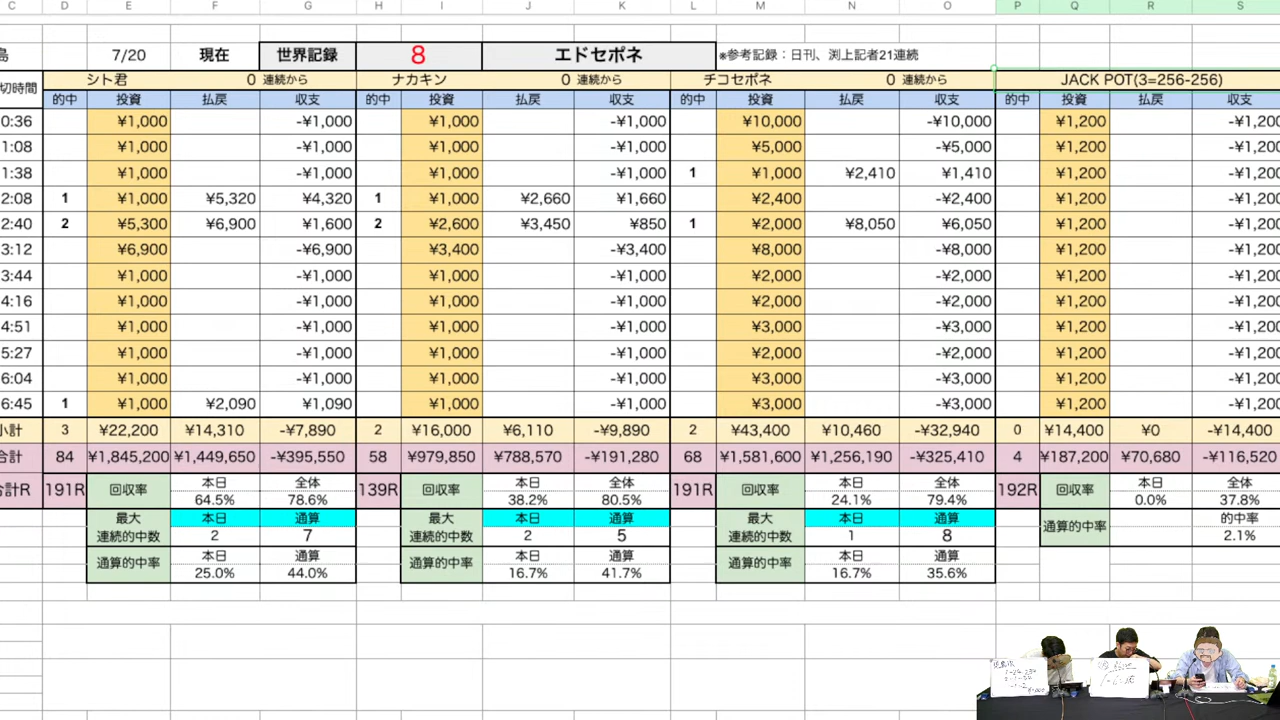 C D E F G H I J K L M N O P Q R S
島 7/20 現在 世界記録 8 エドセポネ ※参考記録：日刊、渕上記者21連続
切時間 シト君 0 連続から ナカキン 0 連続から チコセポネ 0 連続から JACK POT(3=256-256)
的中 投資 払戻 収支 的中 投資 払戻 収支 的中 投資 払戻 収支 的中 投資 払戻 収支
0:36 ¥1,000 -¥1,000 ¥1,000 -¥1,000 ¥10,000 -¥10,000 ¥1,200 -¥1,200
1:08 ¥1,000 -¥1,000 ¥1,000 -¥1,000 ¥5,000 -¥5,000 ¥1,200 -¥1,200
1:38 ¥1,000 -¥1,000 ¥1,000 -¥1,000 1 ¥1,000 ¥2,410 ¥1,410 ¥1,200 -¥1,200
2:08 1 ¥1,000 ¥5,320 ¥4,320 1 ¥1,000 ¥2,660 ¥1,660 ¥2,400 -¥2,400 ¥1,200 -¥1,200
2:40 2 ¥5,300 ¥6,900 ¥1,600 2 ¥2,600 ¥3,450 ¥850 1 ¥2,000 ¥8,050 ¥6,050 ¥1,200 -¥1,200
3:12 ¥6,900 -¥6,900 ¥3,400 -¥3,400 ¥8,000 -¥8,000 ¥1,200 -¥1,200
3:44 ¥1,000 -¥1,000 ¥1,000 -¥1,000 ¥2,000 -¥2,000 ¥1,200 -¥1,200
4:16 ¥1,000 -¥1,000 ¥1,000 -¥1,000 ¥2,000 -¥2,000 ¥1,200 -¥1,200
4:51 ¥1,000 -¥1,000 ¥1,000 -¥1,000 ¥3,000 -¥3,000 ¥1,200 -¥1,200
5:27 ¥1,000 -¥1,000 ¥1,000 -¥1,000 ¥2,000 -¥2,000 ¥1,200 -¥1,200
6:04 ¥1,000 -¥1,000 ¥1,000 -¥1,000 ¥3,000 -¥3,000 ¥1,200 -¥1,200
6:45 1 ¥1,000 ¥2,090 ¥1,090 ¥1,000 -¥1,000 ¥3,000 -¥3,000 ¥1,200 -¥1,200
小計 3 ¥22,200 ¥14,310 -¥7,890 2 ¥16,000 ¥6,110 -¥9,890 2 ¥43,400 ¥10,460 -¥32,940 0 ¥14,400 ¥0 -¥14,400
合計 84 ¥1,845,200 ¥1,449,650 -¥395,550 58 ¥979,850 ¥788,570 -¥191,280 68 ¥1,581,600 ¥1,256,190 -¥325,410 4 ¥187,200 ¥70,680 -¥116,520
合計R 191R 回収率 本日 全体 139R 回収率 本日 全体 191R 回収率 本日 全体 192R 回収率 本日 全体
64.5% 78.6% 38.2% 80.5% 24.1% 79.4% 0.0% 37.8%
最大 本日 通算 最大 本日 通算 最大 本日 通算 通算的中率 的中率
連続的中数 2 7 連続的中数 2 5 連続的中数 1 8 2.1%
通算的中率 本日 通算 通算的中率 本日 通算 通算的中率 本日 通算
25.0% 44.0% 16.7% 41.7% 16.7% 35.6%